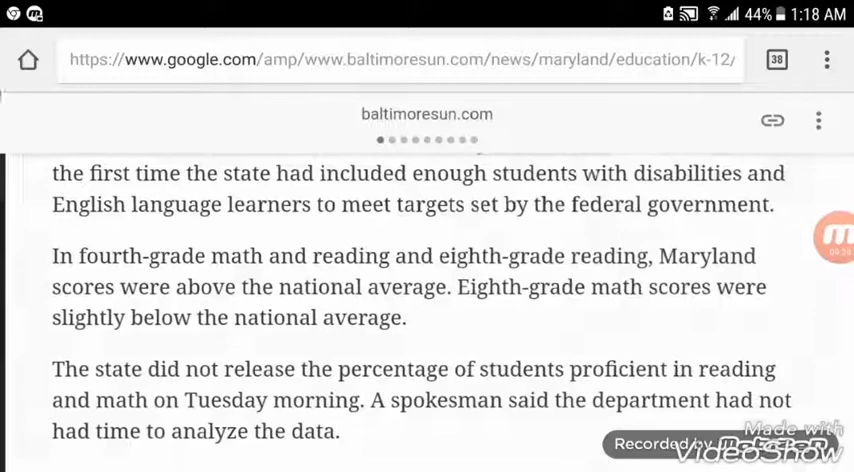 44% 1:18 AM
https://www.google.com/amp/www.baltimoresun.com/news/maryland/education/k-12/
38
baltimoresun.com
the first time the state had included enough students with disabilities and
English language learners to meet targets set by the federal government.
In fourth-grade math and reading and eighth-grade reading, Maryland
scores were above the national average. Eighth-grade math scores were
slightly below the national average.
The state did not release the percentage of students proficient in reading
and math on Tuesday morning. A spokesman said the department had not
had time to analyze the data.
Made with
Recorded by
VideoShow